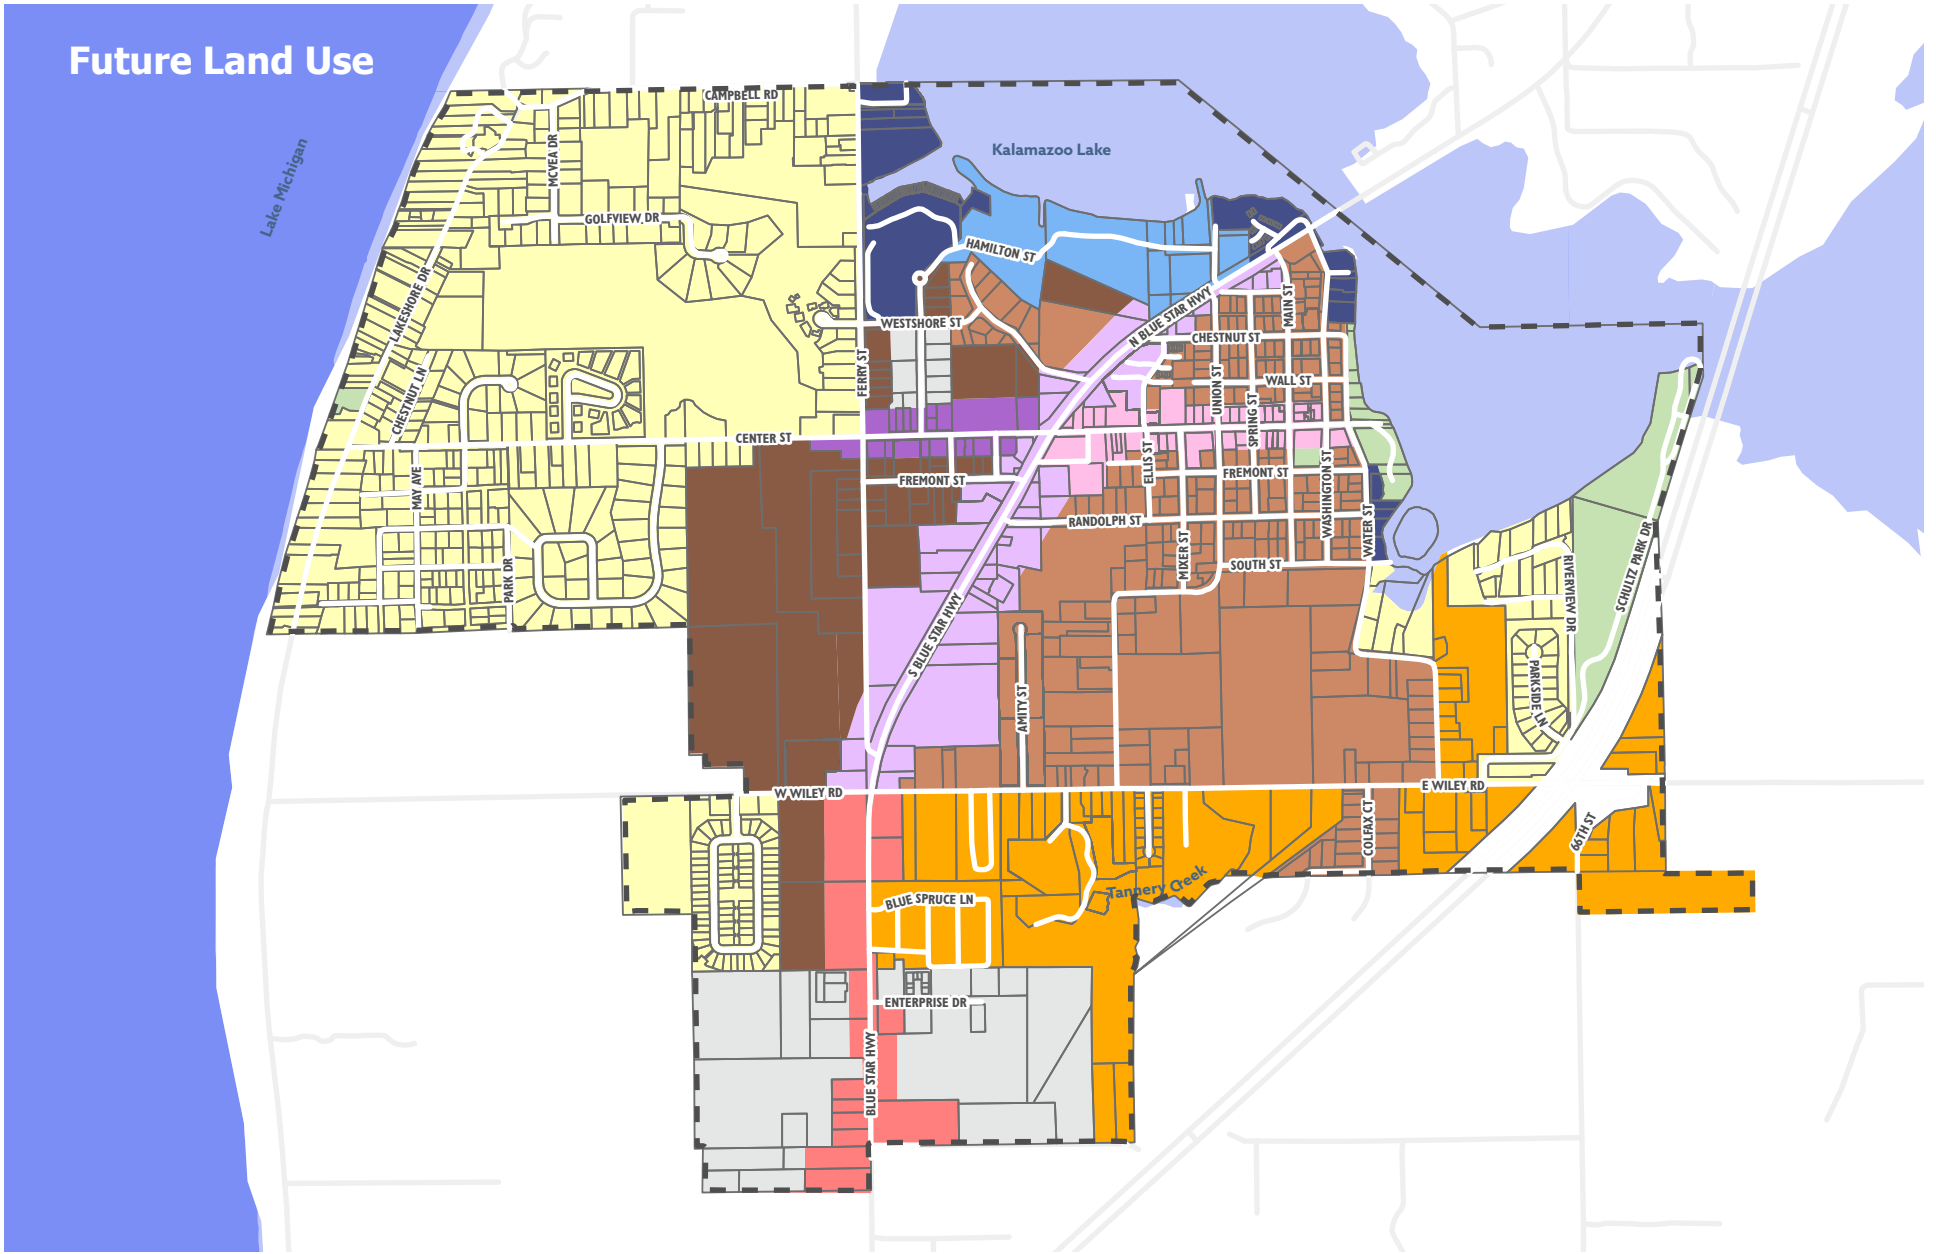 Future Land Use
CAMPBELL RD
Lake Michigan
MCVEA DR
Kalamazoo Lake
GOLFVIEW DR
HAMILTON ST
LAKESHORE DR
N BLUE STAR HWY
MAIN ST
WESTSHORE ST
CHESTNUT ST
FERRY ST
WALL ST
UNION ST
CHESTNUT LN
SPRING ST
CENTER ST
ELLIS ST
MAY AVE
FREMONT ST
FREMONT ST
WASHINGTON ST
RANDOLPH ST
WATER ST
MIXER ST
SOUTH ST
PARK DR
RIVERVIEW DR
SCHULTZ PARK DR
S BLUE STAR HWY
AMITY ST
PARKSIDE LN
W WILEY RD
E WILEY RD
COLFAX CT
66TH ST
Tannery Creek
BLUE SPRUCE LN
ENTERPRISE DR
BLUE STAR HWY